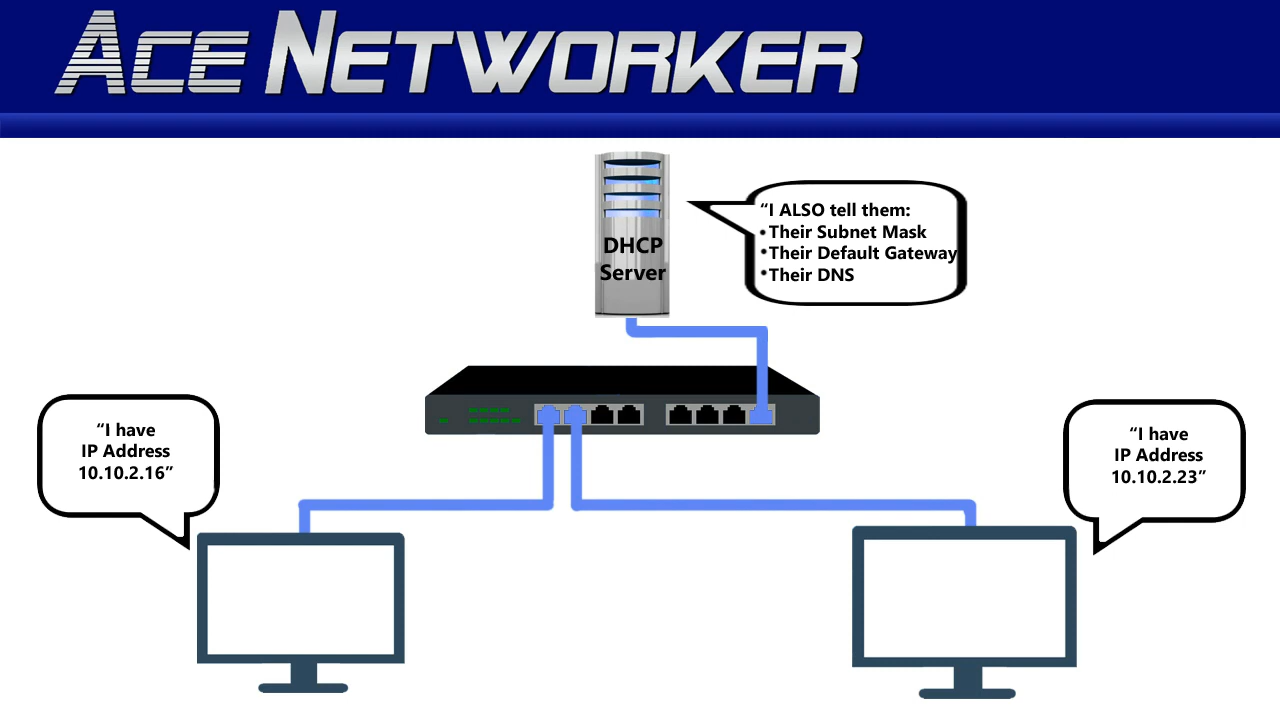 ACE NETWORKER
DHCP
Server
“I ALSO tell them:
•Their Subnet Mask
•Their Default Gateway
•Their DNS
“I have
IP Address
10.10.2.16”
“I have
IP Address
10.10.2.23”